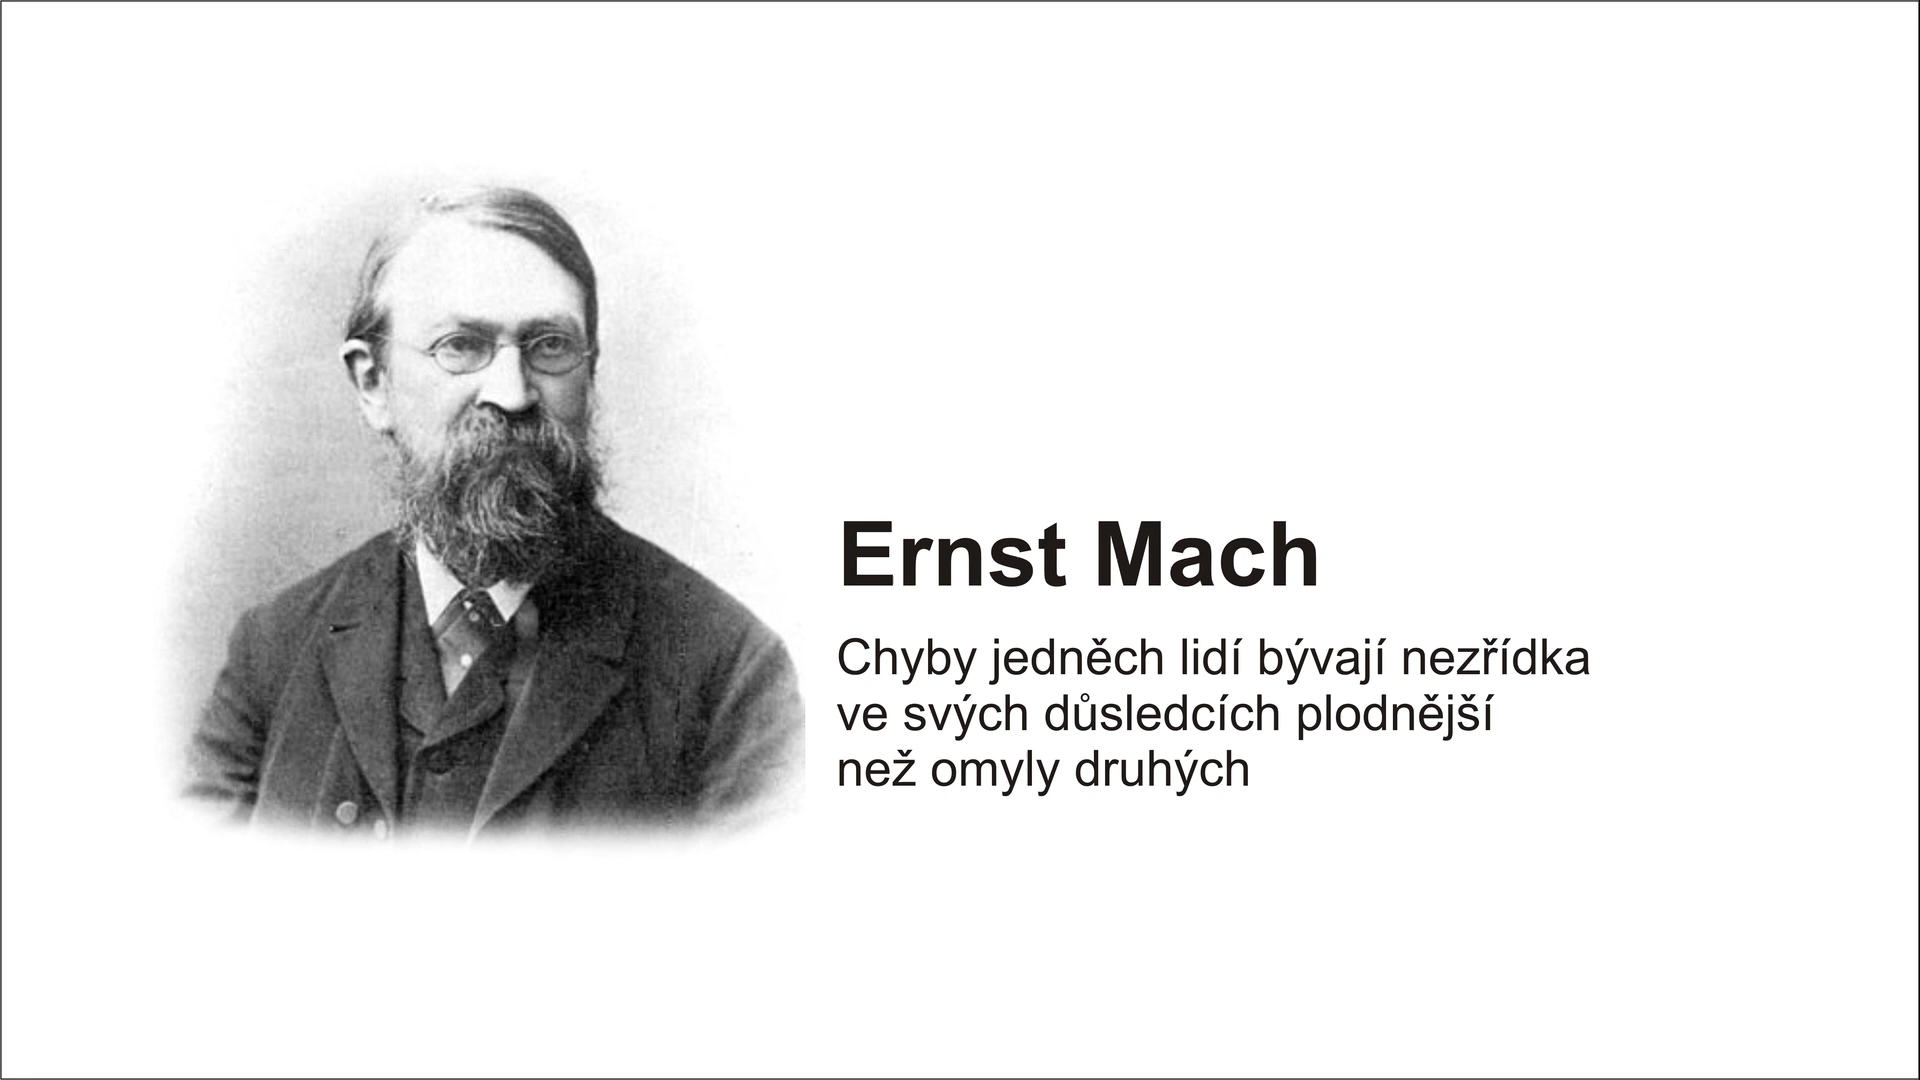 Ernst Mach
Chyby jedněch lidí bývají nezřídka
ve svých důsledcích plodnější
než omyly druhých